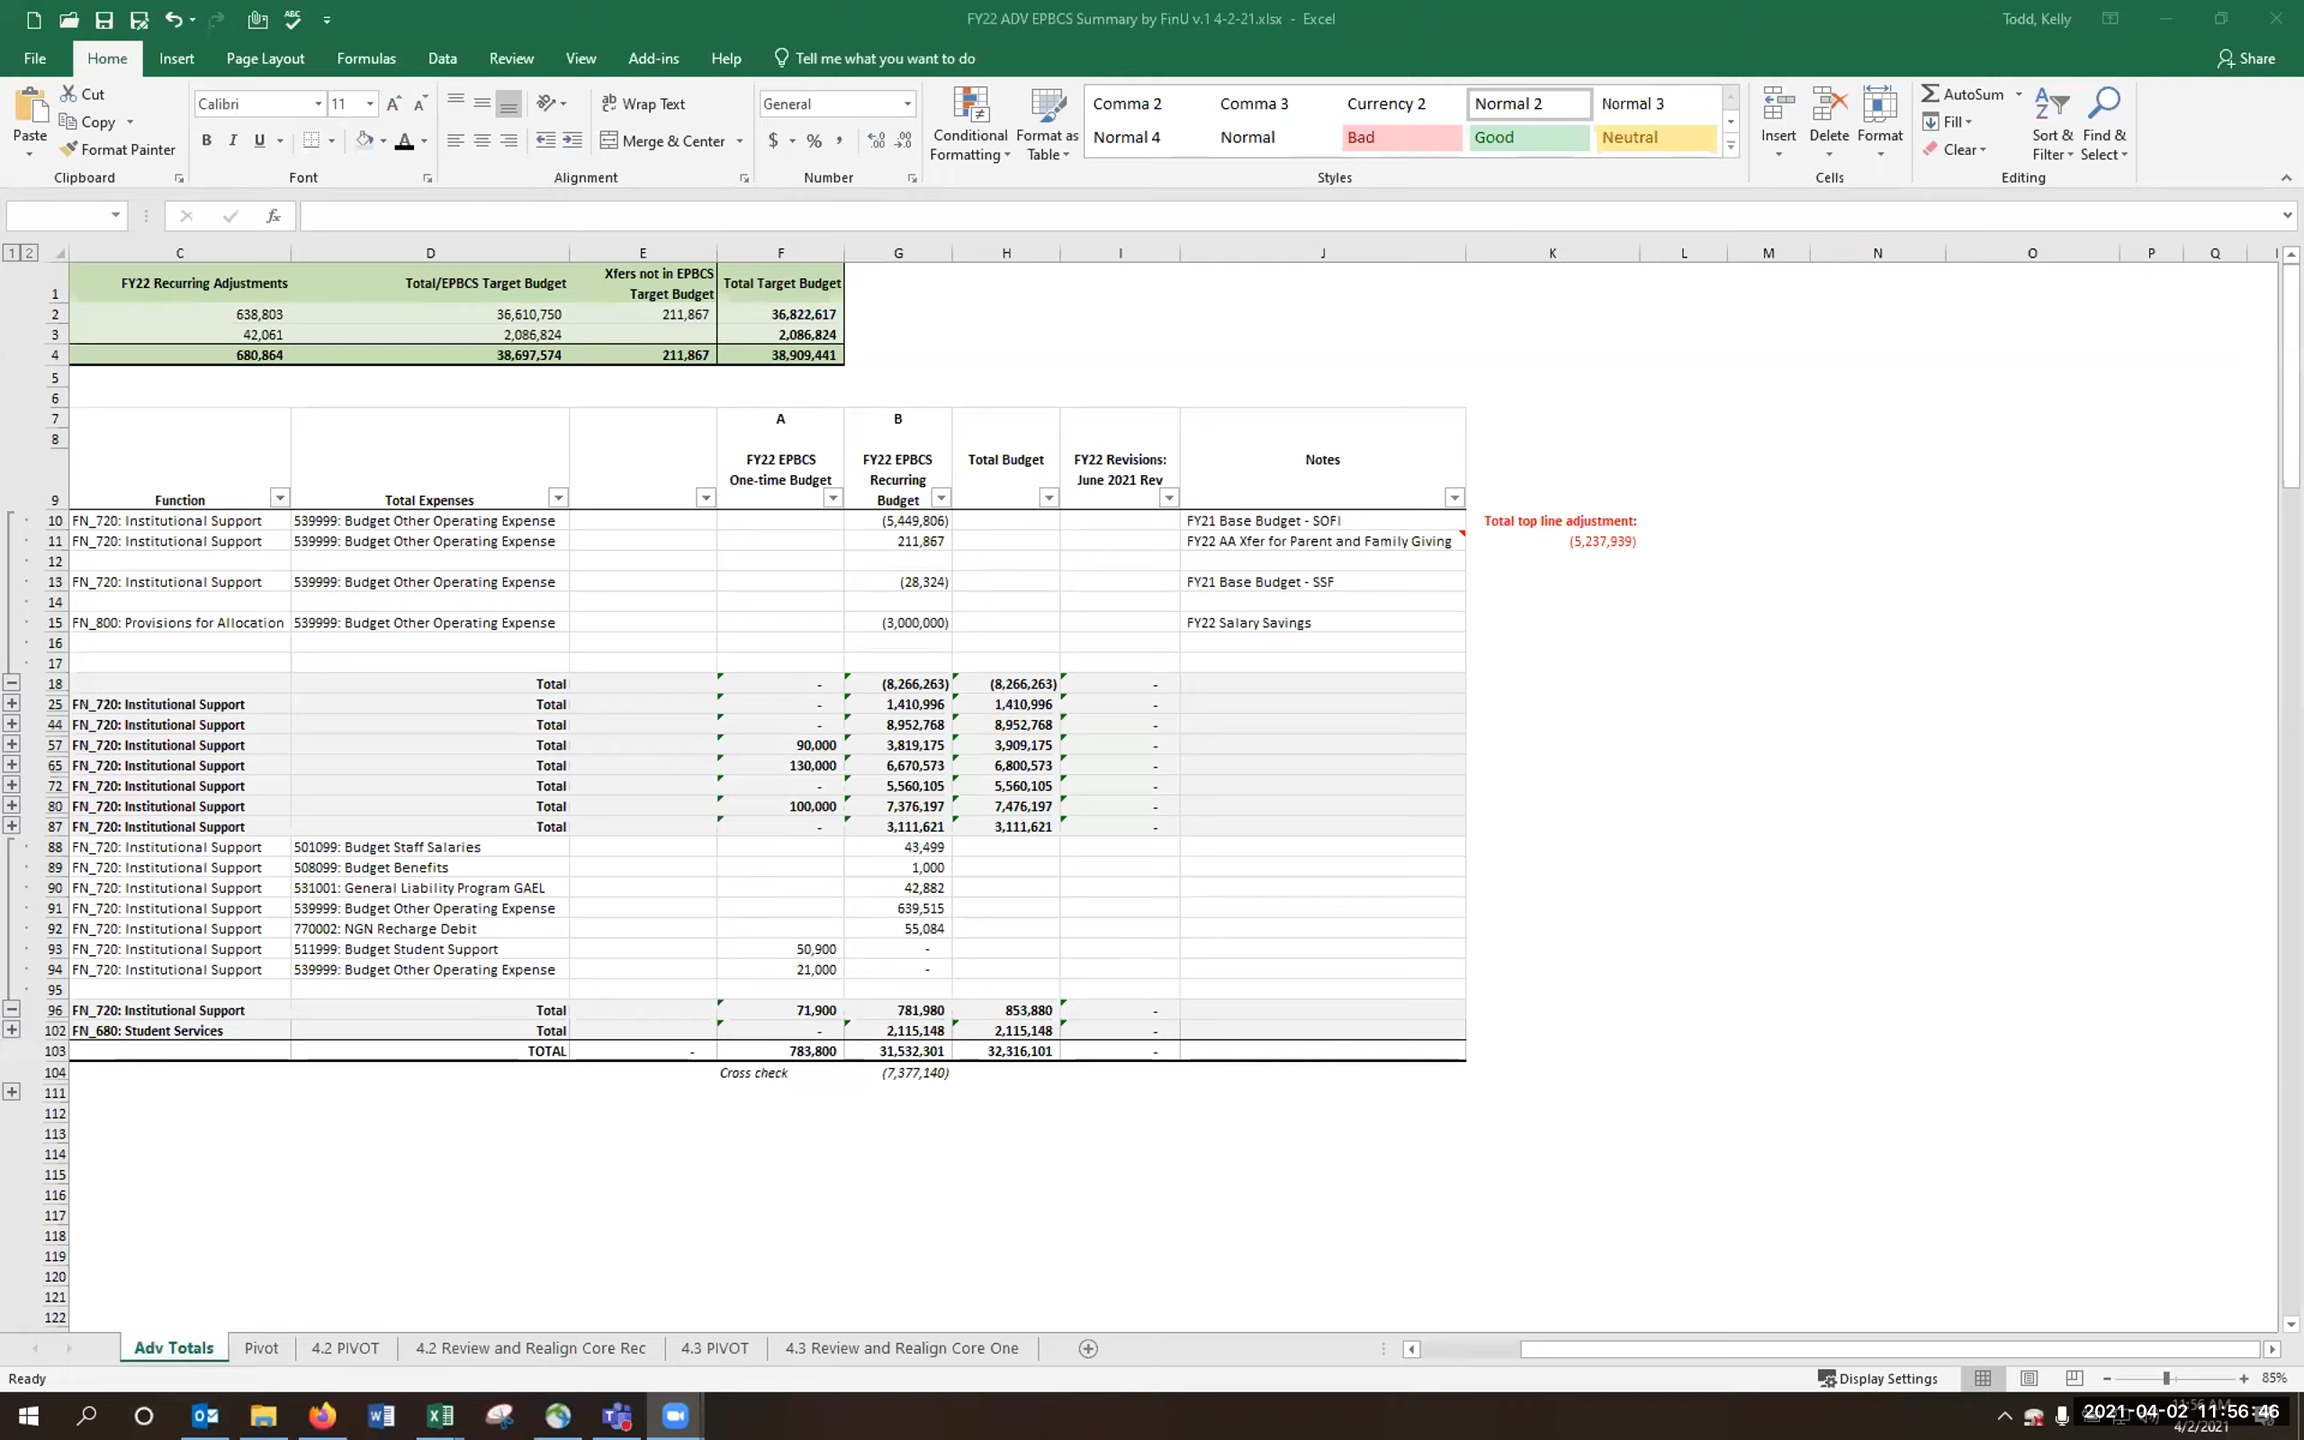 FY22 ADV EPBCS Summary by FinU v.1 4-2-21.xlsx - Excel
Todd, Kelly
File Home Insert Page Layout Formulas Data Review View Add-ins Help Tell me what you want to do Share
Paste Cut Copy Format Painter Clipboard
Calibri 11 B I U A Font
Wrap Text Merge & Center Alignment
General $ % , Number
Conditional Formatting Format as Table
Comma 2 Comma 3 Currency 2 Normal 2 Normal 3
Normal 4 Normal Bad Good Neutral
Styles
Insert Delete Format Cells
AutoSum Fill Clear Sort & Filter Find & Select Editing
fx
1 2 C D E F G H I J K L M N O P Q
1 FY22 Recurring Adjustments Total/EPBCS Target Budget Xfers not in EPBCS Target Budget Total Target Budget
2 638,803 36,610,750 211,867 36,822,617
3 42,061 2,086,824 2,086,824
4 680,864 38,697,574 211,867 38,909,441
5
6
7 A B
8
9 Function Total Expenses FY22 EPBCS One-time Budget FY22 EPBCS Recurring Budget Total Budget FY22 Revisions: June 2021 Rev Notes
10 FN_720: Institutional Support 539999: Budget Other Operating Expense (5,449,806) FY21 Base Budget - SOFI Total top line adjustment:
11 FN_720: Institutional Support 539999: Budget Other Operating Expense 211,867 FY22 AA Xfer for Parent and Family Giving (5,237,939)
12
13 FN_720: Institutional Support 539999: Budget Other Operating Expense (28,324) FY21 Base Budget - SSF
14
15 FN_800: Provisions for Allocation 539999: Budget Other Operating Expense (3,000,000) FY22 Salary Savings
16
17
18 Total - (8,266,263) (8,266,263) -
25 FN_720: Institutional Support Total - 1,410,996 1,410,996 -
44 FN_720: Institutional Support Total - 8,952,768 8,952,768 -
57 FN_720: Institutional Support Total 90,000 3,819,175 3,909,175 -
65 FN_720: Institutional Support Total 130,000 6,670,573 6,800,573 -
72 FN_720: Institutional Support Total - 5,560,105 5,560,105 -
80 FN_720: Institutional Support Total 100,000 7,376,197 7,476,197 -
87 FN_720: Institutional Support Total - 3,111,621 3,111,621 -
88 FN_720: Institutional Support 501099: Budget Staff Salaries 43,499
89 FN_720: Institutional Support 508099: Budget Benefits 1,000
90 FN_720: Institutional Support 531001: General Liability Program GAEL 42,882
91 FN_720: Institutional Support 539999: Budget Other Operating Expense 639,515
92 FN_720: Institutional Support 770002: NGN Recharge Debit 55,084
93 FN_720: Institutional Support 511999: Budget Student Support 50,900 -
94 FN_720: Institutional Support 539999: Budget Other Operating Expense 21,000 -
95
96 FN_720: Institutional Support Total 71,900 781,980 853,880 -
102 FN_680: Student Services Total - 2,115,148 2,115,148 -
103 TOTAL - 783,800 31,532,301 32,316,101 -
104 Cross check (7,377,140)
111
112
113
114
115
116
117
118
119
120
121
122
Adv Totals Pivot 4.2 PIVOT 4.2 Review and Realign Core Rec 4.3 PIVOT 4.3 Review and Realign Core One
Ready Display Settings 85%
2021-04-02 11:56:46
4/2/2021